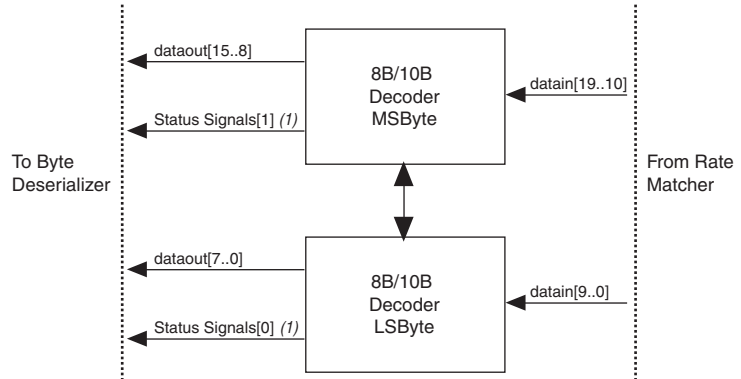 dataout[15..8]
8B/10B
Decoder
MSByte
datain[19..10]
Status Signals[1] (1)
To Byte
Deserializer
From Rate
Matcher
dataout[7..0]
8B/10B
Decoder
LSByte
datain[9..0]
Status Signals[0] (1)